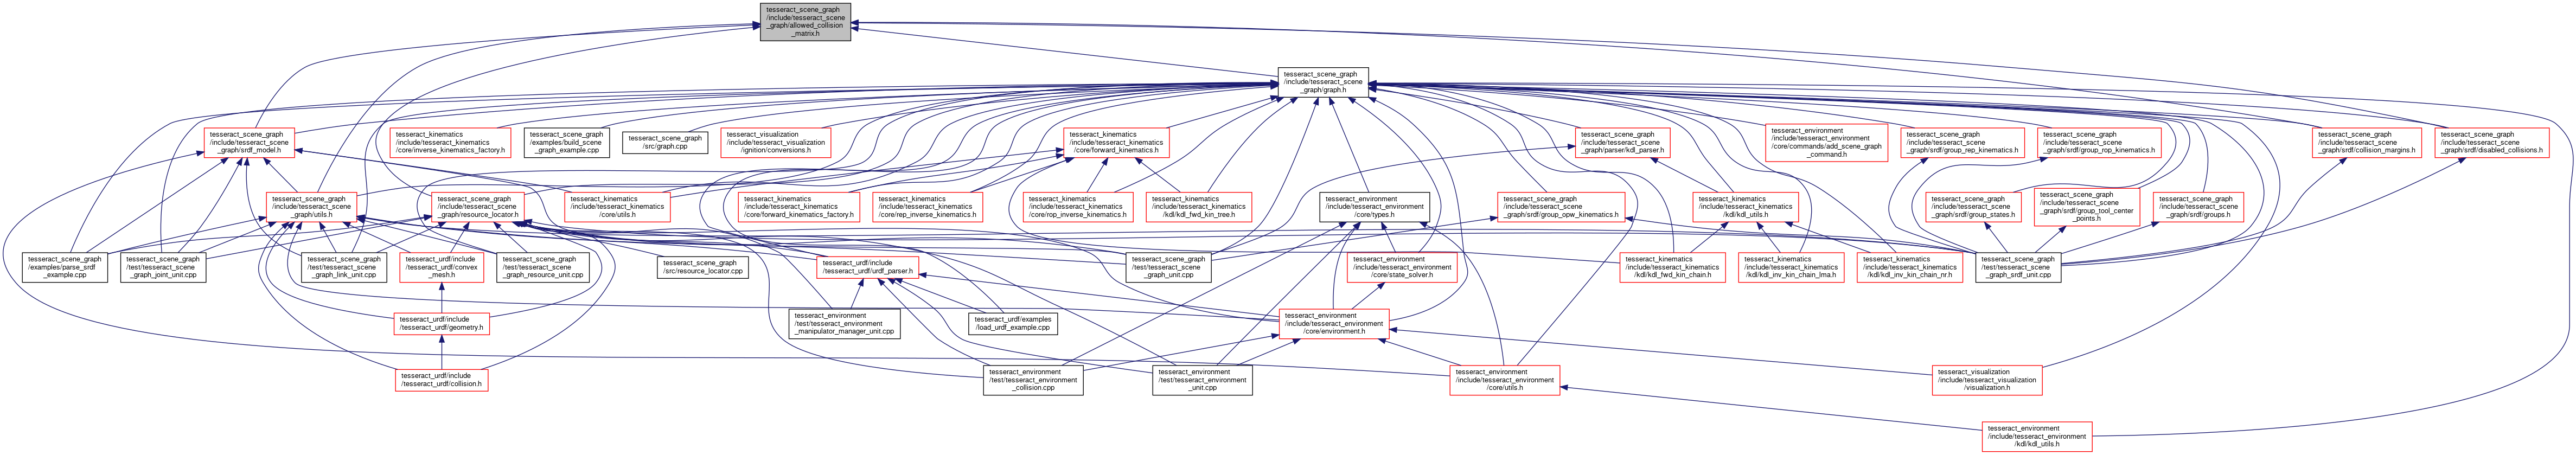 tesseract_scene_graph
/include/tesseract_scene
_graph/allowed_collision
_matrix.h
tesseract_scene_graph
/include/tesseract_scene
_graph/graph.h
tesseract_scene_graph
/include/tesseract_scene
_graph/srdf_model.h
tesseract_kinematics
/include/tesseract_kinematics
/core/inverse_kinematics_factory.h
tesseract_scene_graph
/examples/build_scene
_graph_example.cpp
tesseract_scene_graph
/src/graph.cpp
tesseract_visualization
/include/tesseract_visualization
/ignition/conversions.h
tesseract_kinematics
/include/tesseract_kinematics
/core/forward_kinematics.h
tesseract_scene_graph
/include/tesseract_scene
_graph/parser/kdl_parser.h
tesseract_environment
/include/tesseract_environment
/core/commands/add_scene_graph
_command.h
tesseract_scene_graph
/include/tesseract_scene
_graph/srdf/group_rep_kinematics.h
tesseract_scene_graph
/include/tesseract_scene
_graph/srdf/group_rop_kinematics.h
tesseract_scene_graph
/include/tesseract_scene
_graph/srdf/collision_margins.h
tesseract_scene_graph
/include/tesseract_scene
_graph/srdf/disabled_collisions.h
tesseract_scene_graph
/include/tesseract_scene
_graph/utils.h
tesseract_scene_graph
/include/tesseract_scene
_graph/resource_locator.h
tesseract_kinematics
/include/tesseract_kinematics
/core/utils.h
tesseract_kinematics
/include/tesseract_kinematics
/core/forward_kinematics_factory.h
tesseract_kinematics
/include/tesseract_kinematics
/core/rep_inverse_kinematics.h
tesseract_kinematics
/include/tesseract_kinematics
/core/rop_inverse_kinematics.h
tesseract_kinematics
/include/tesseract_kinematics
/kdl/kdl_fwd_kin_tree.h
tesseract_environment
/include/tesseract_environment
/core/types.h
tesseract_scene_graph
/include/tesseract_scene
_graph/srdf/group_opw_kinematics.h
tesseract_kinematics
/include/tesseract_kinematics
/kdl/kdl_utils.h
tesseract_scene_graph
/include/tesseract_scene
_graph/srdf/group_states.h
tesseract_scene_graph
/include/tesseract_scene
_graph/srdf/group_tool_center
_points.h
tesseract_scene_graph
/include/tesseract_scene
_graph/srdf/groups.h
tesseract_scene_graph
/examples/parse_srdf
_example.cpp
tesseract_scene_graph
/test/tesseract_scene
_graph_joint_unit.cpp
tesseract_scene_graph
/test/tesseract_scene
_graph_link_unit.cpp
tesseract_urdf/include
/tesseract_urdf/convex
_mesh.h
tesseract_scene_graph
/test/tesseract_scene
_graph_resource_unit.cpp
tesseract_scene_graph
/src/resource_locator.cpp
tesseract_urdf/include
/tesseract_urdf/urdf_parser.h
tesseract_scene_graph
/test/tesseract_scene
_graph_unit.cpp
tesseract_environment
/include/tesseract_environment
/core/state_solver.h
tesseract_kinematics
/include/tesseract_kinematics
/kdl/kdl_fwd_kin_chain.h
tesseract_kinematics
/include/tesseract_kinematics
/kdl/kdl_inv_kin_chain_lma.h
tesseract_kinematics
/include/tesseract_kinematics
/kdl/kdl_inv_kin_chain_nr.h
tesseract_scene_graph
/test/tesseract_scene
_graph_srdf_unit.cpp
tesseract_urdf/include
/tesseract_urdf/geometry.h
tesseract_environment
/test/tesseract_environment
_manipulator_manager_unit.cpp
tesseract_urdf/examples
/load_urdf_example.cpp
tesseract_environment
/include/tesseract_environment
/core/environment.h
tesseract_urdf/include
/tesseract_urdf/collision.h
tesseract_environment
/test/tesseract_environment
_collision.cpp
tesseract_environment
/test/tesseract_environment
_unit.cpp
tesseract_environment
/include/tesseract_environment
/core/utils.h
tesseract_visualization
/include/tesseract_visualization
/visualization.h
tesseract_environment
/include/tesseract_environment
/kdl/kdl_utils.h